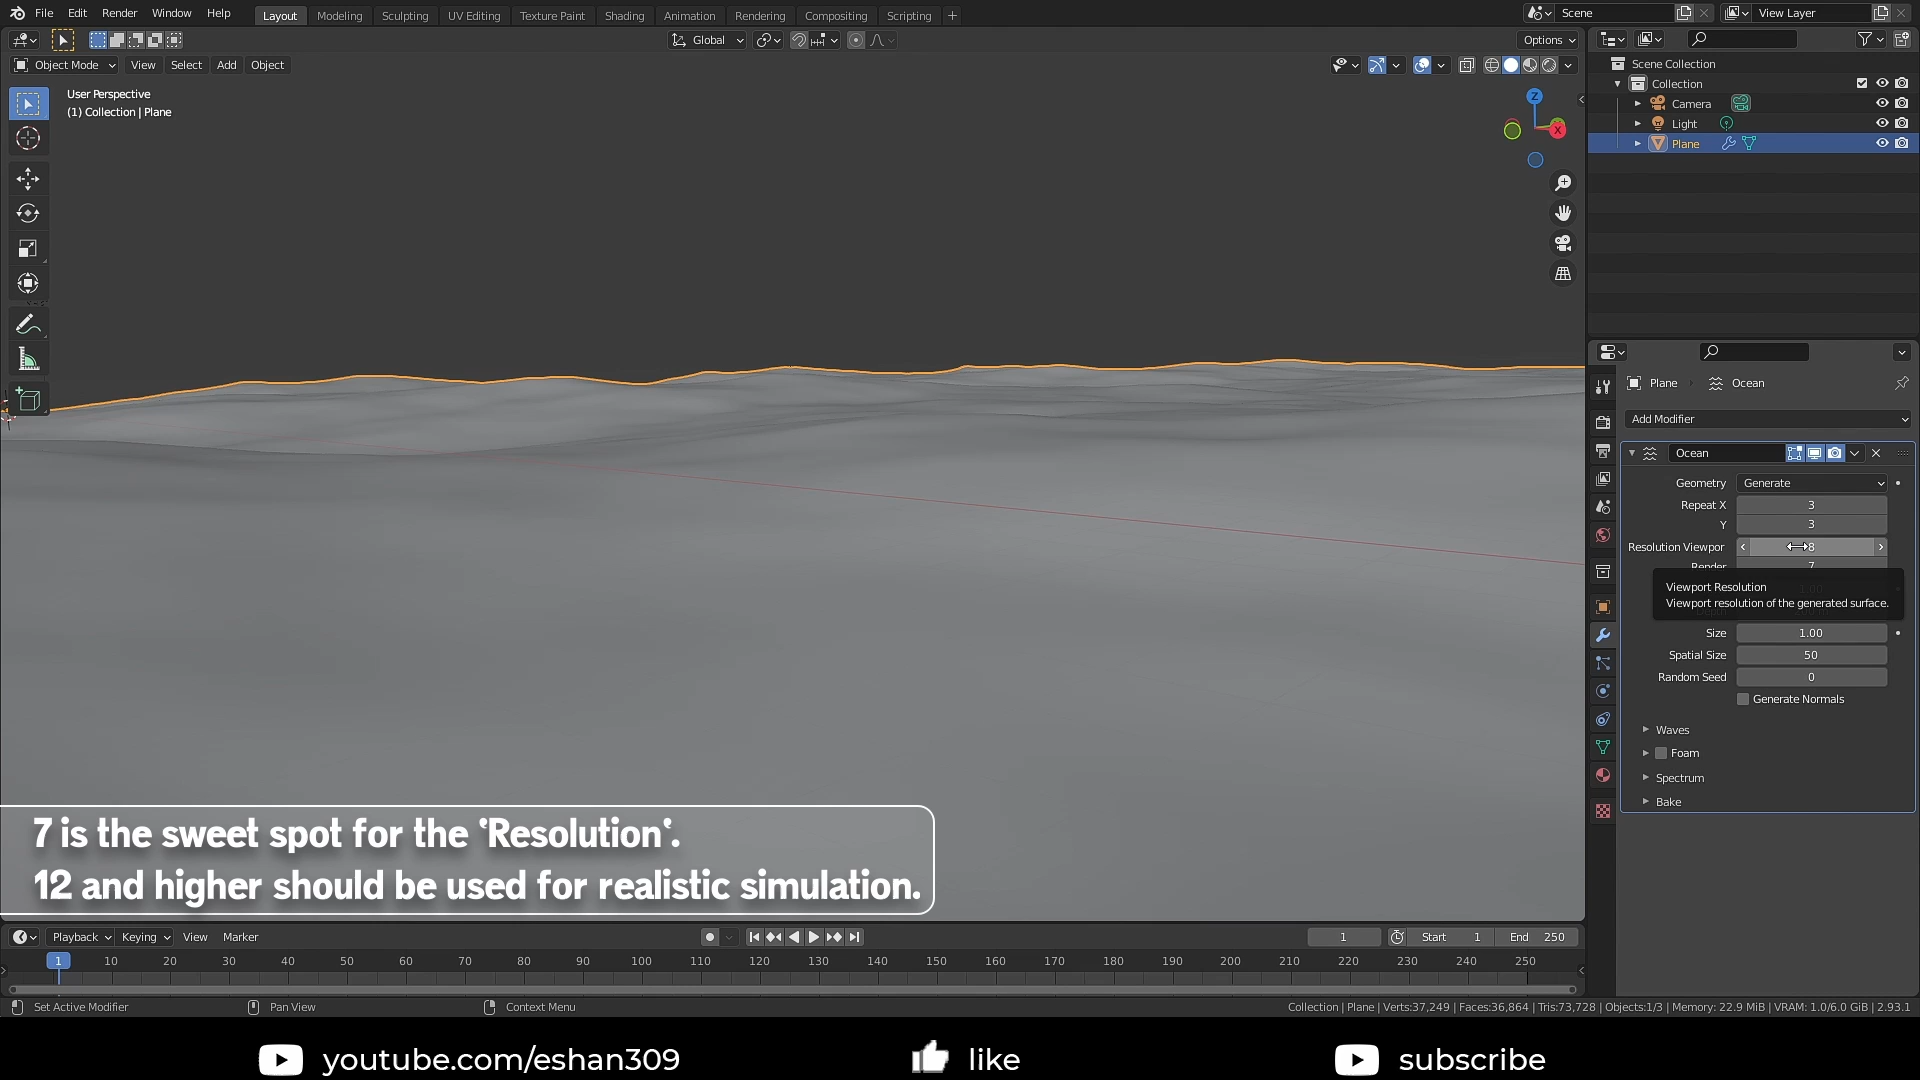 File Edit Render Window Help Layout Modeling Sculpting UV Editing Texture Paint Shading Animation Rendering Compositing Scripting + Scene View Layer
Global Options
Object Mode View Select Add Object
User Perspective
(1) Collection | Plane
Z
X
Scene Collection
Collection
Camera
Light
Plane
Plane Ocean
Add Modifier
Ocean
Geometry Generate
Repeat X 3
Y 3
Resolution Viewpor 8
Render 7
Viewport Resolution
Viewport resolution of the generated surface.
Size 1.00
Spatial Size 50
Random Seed 0
Generate Normals
Waves
Foam
Spectrum
Bake
7 is the sweet spot for the 'Resolution'.
12 and higher should be used for realistic simulation.
Playback Keying View Marker 1 Start 1 End 250
1 10 20 30 40 50 60 70 80 90 100 110 120 130 140 150 160 170 180 190 200 210 220 230 240 250
Set Active Modifier Pan View Context Menu Collection | Plane | Verts:37,249 | Faces:36,864 | Tris:73,728 | Objects:1/3 | Memory: 22.9 MiB | VRAM: 1.0/6.0 GiB | 2.93.1
youtube.com/eshan309 like subscribe